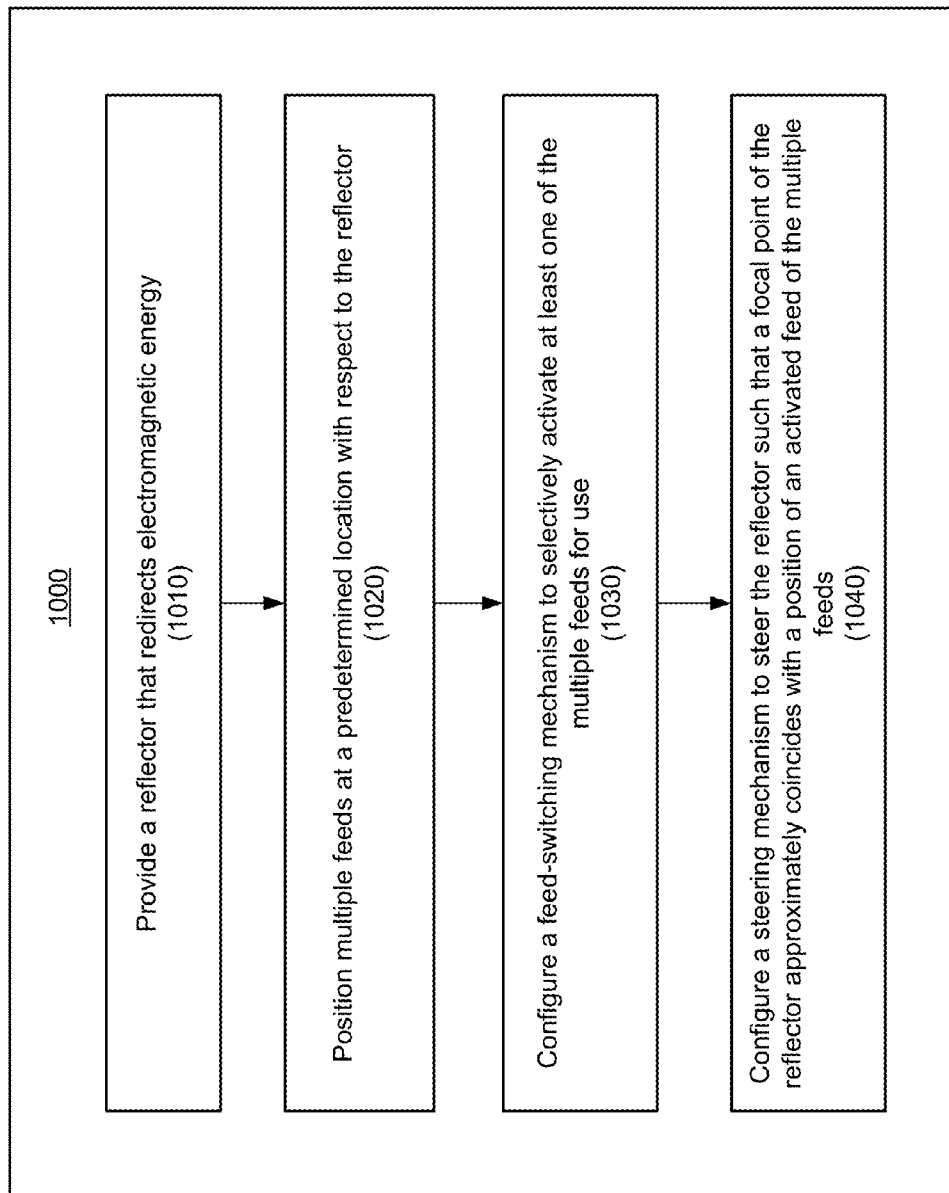 1000
Provide a reflector that redirects electromagnetic energy
(1010)
Position multiple feeds at a predetermined location with respect to the reflector
(1020)
Configure a feed-switching mechanism to selectively activate at least one of the
multiple feeds for use
(1030)
Configure a steering mechanism to steer the reflector such that a focal point of the
reflector approximately coincides with a position of an activated feed of the multiple
feeds
(1040)